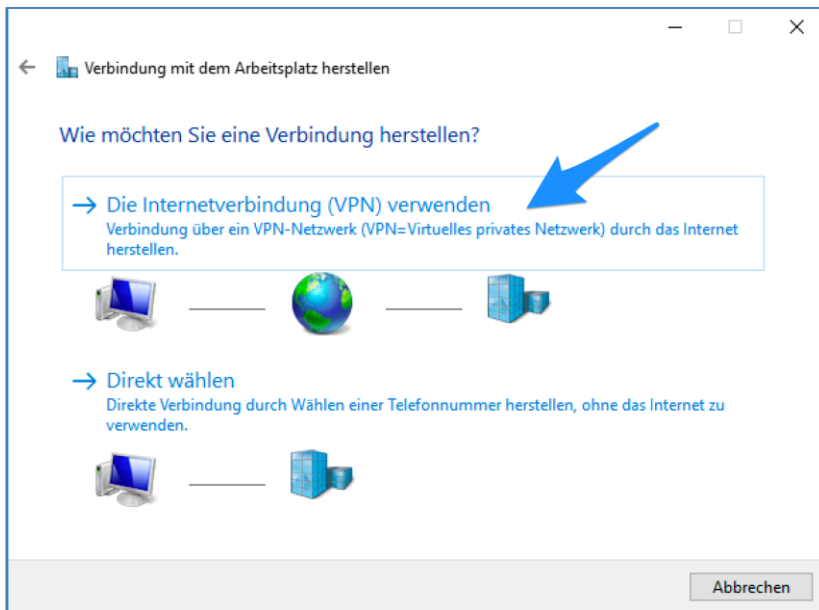 Verbindung mit dem Arbeitsplatz herstellen
Wie möchten Sie eine Verbindung herstellen?
Die Internetverbindung (VPN) verwenden
Verbindung über ein VPN-Netzwerk (VPN=Virtuelles privates Netzwerk) durch das Internet
herstellen.
Direkt wählen
Direkte Verbindung durch Wählen einer Telefonnummer herstellen, ohne das Internet zu
verwenden.
Abbrechen